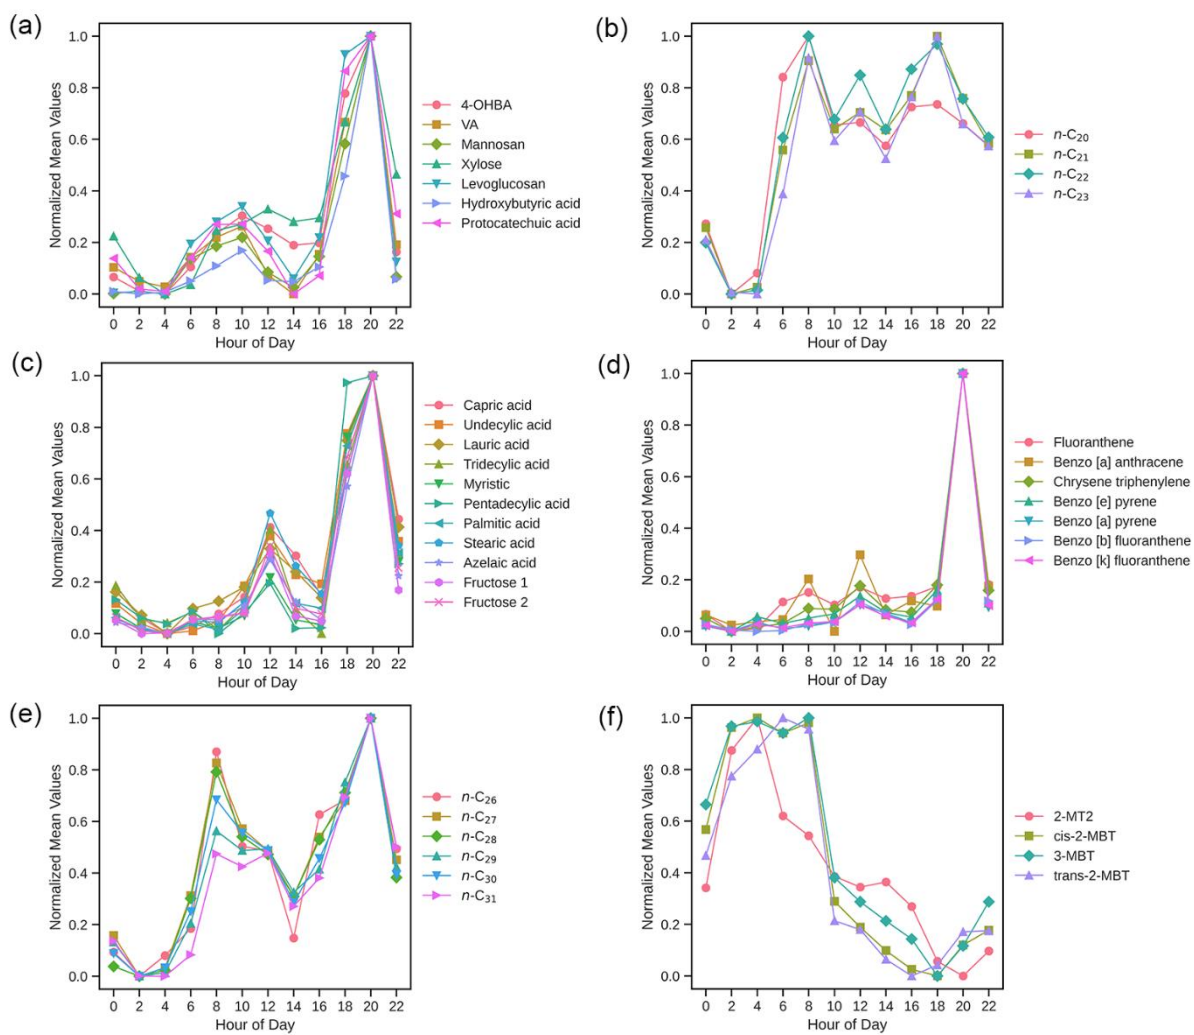 (a)
Normalized Mean Values
1.0
0.8
0.6
0.4
0.2
0.0
0 2 4 6 8 10 12 14 16 18 20 22
Hour of Day
4-OHBA
VA
Mannosan
Xylose
Levoglucosan
Hydroxybutyric acid
Protocatechuic acid
(b)
Normalized Mean Values
1.0
0.8
0.6
0.4
0.2
0.0
0 2 4 6 8 10 12 14 16 18 20 22
Hour of Day
n-C₂₀
n-C₂₁
n-C₂₂
n-C₂₃
(c)
Normalized Mean Values
1.0
0.8
0.6
0.4
0.2
0.0
0 2 4 6 8 10 12 14 16 18 20 22
Hour of Day
Capric acid
Undecylic acid
Lauric acid
Tridecylic acid
Myristic
Pentadecylic acid
Palmitic acid
Stearic acid
Azelaic acid
Fructose 1
Fructose 2
(d)
Normalized Mean Values
1.0
0.8
0.6
0.4
0.2
0.0
0 2 4 6 8 10 12 14 16 18 20 22
Hour of Day
Fluoranthene
Benzo [a] anthracene
Chrysene triphenylene
Benzo [e] pyrene
Benzo [a] pyrene
Benzo [b] fluoranthene
Benzo [k] fluoranthene
(e)
Normalized Mean Values
1.0
0.8
0.6
0.4
0.2
0.0
0 2 4 6 8 10 12 14 16 18 20 22
Hour of Day
n-C₂₆
n-C₂₇
n-C₂₈
n-C₂₉
n-C₃₀
n-C₃₁
(f)
Normalized Mean Values
1.0
0.8
0.6
0.4
0.2
0.0
0 2 4 6 8 10 12 14 16 18 20 22
Hour of Day
2-MT2
cis-2-MBT
3-MBT
trans-2-MBT